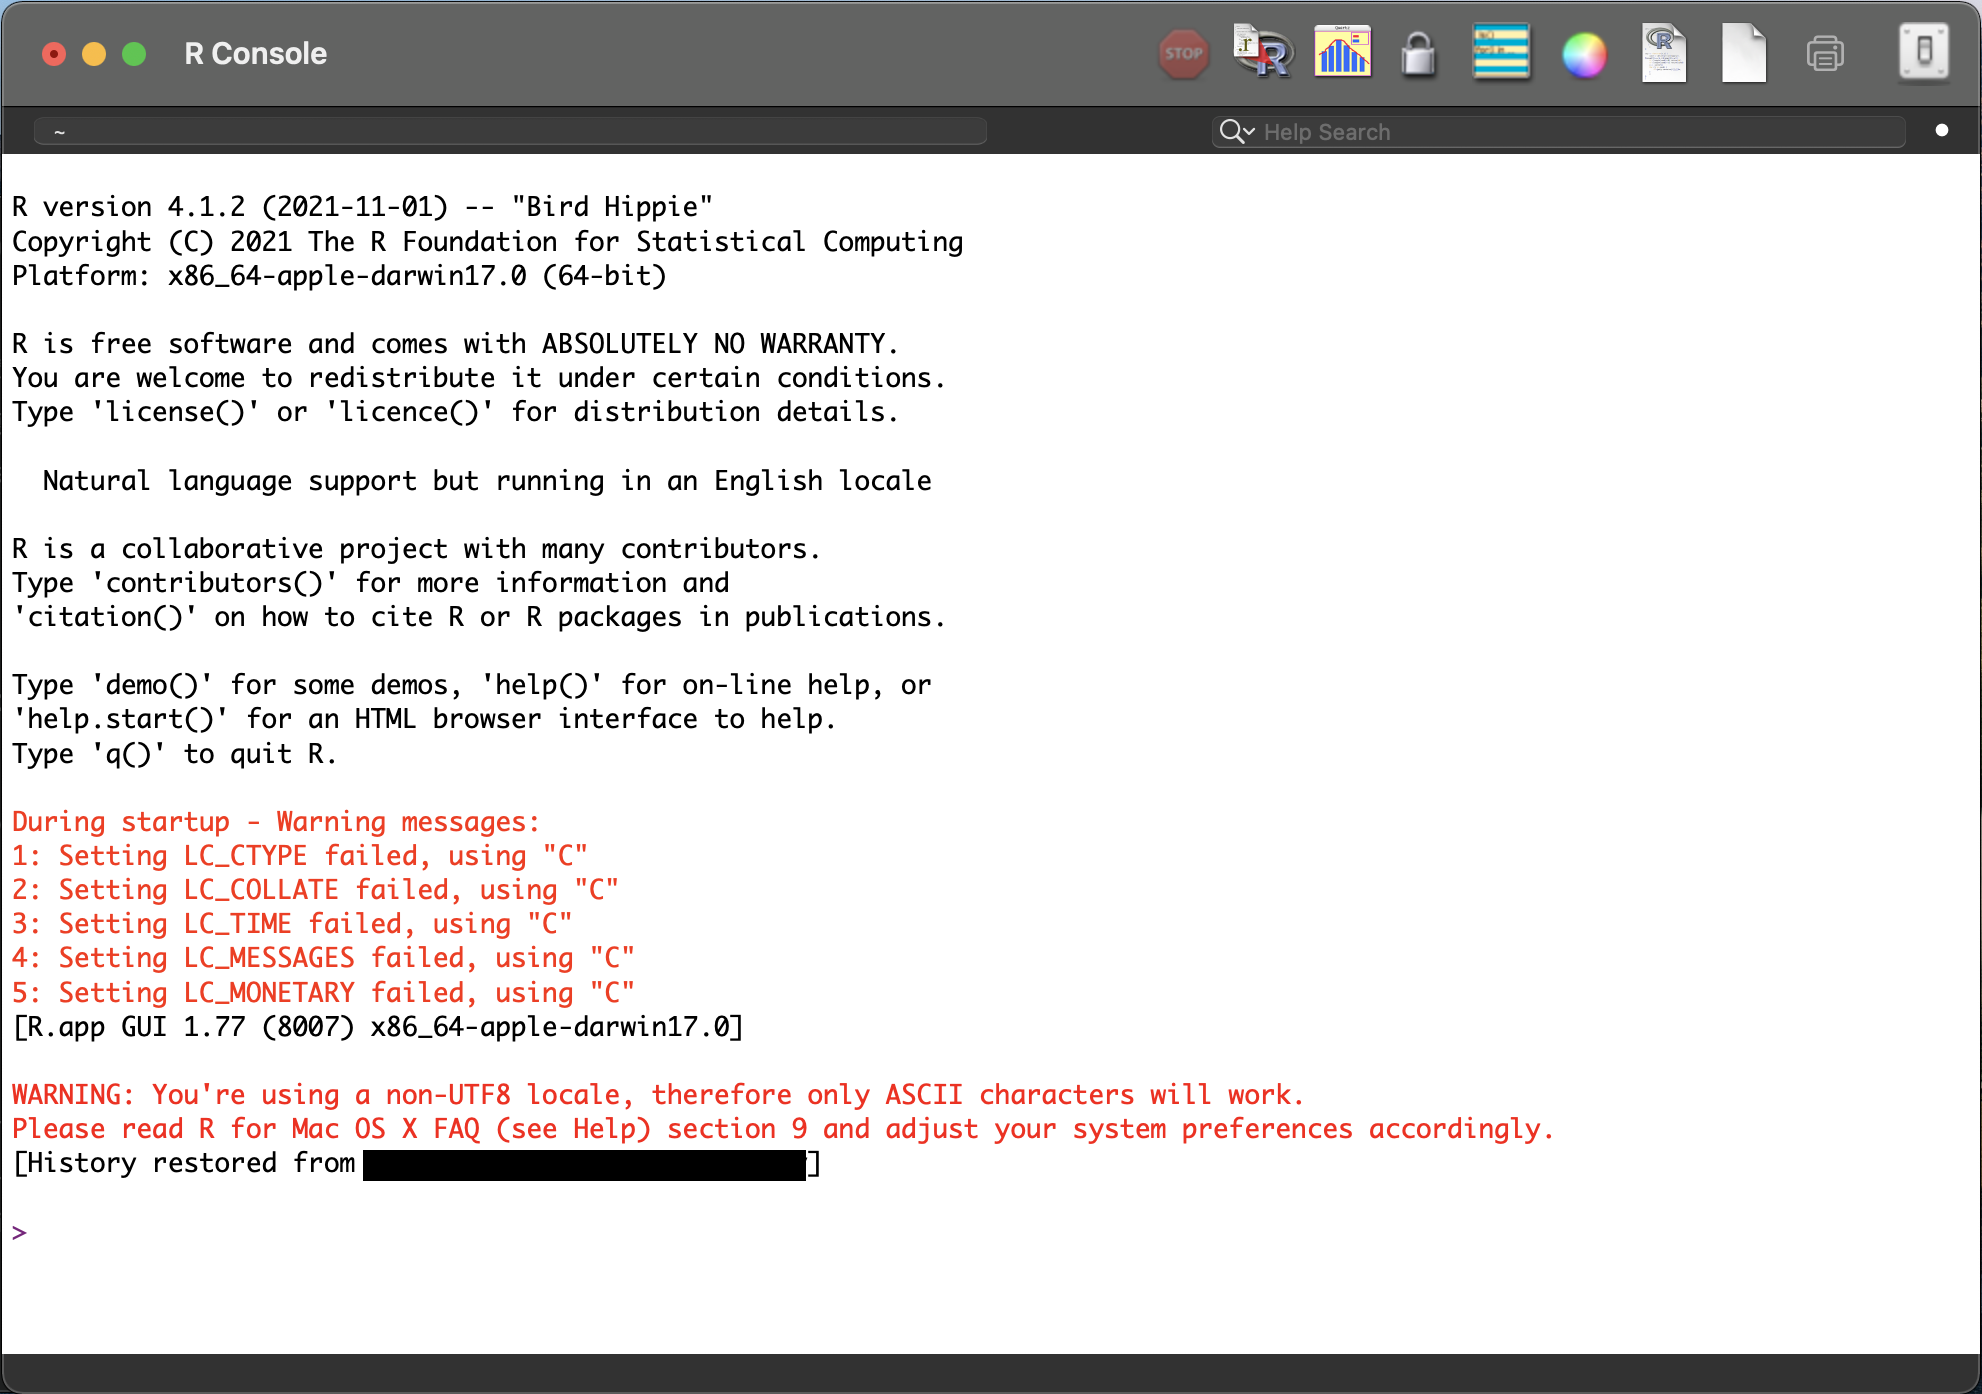 R Console
STOP
~
Help Search
R version 4.1.2 (2021-11-01) -- "Bird Hippie"
Copyright (C) 2021 The R Foundation for Statistical Computing
Platform: x86_64-apple-darwin17.0 (64-bit)
R is free software and comes with ABSOLUTELY NO WARRANTY.
You are welcome to redistribute it under certain conditions.
Type 'license()' or 'licence()' for distribution details.
  Natural language support but running in an English locale
R is a collaborative project with many contributors.
Type 'contributors()' for more information and
'citation()' on how to cite R or R packages in publications.
Type 'demo()' for some demos, 'help()' for on-line help, or
'help.start()' for an HTML browser interface to help.
Type 'q()' to quit R.
During startup - Warning messages:
1: Setting LC_CTYPE failed, using "C"
2: Setting LC_COLLATE failed, using "C"
3: Setting LC_TIME failed, using "C"
4: Setting LC_MESSAGES failed, using "C"
5: Setting LC_MONETARY failed, using "C"
[R.app GUI 1.77 (8007) x86_64-apple-darwin17.0]
WARNING: You're using a non-UTF8 locale, therefore only ASCII characters will work.
Please read R for Mac OS X FAQ (see Help) section 9 and adjust your system preferences accordingly.
[History restored from ]
>